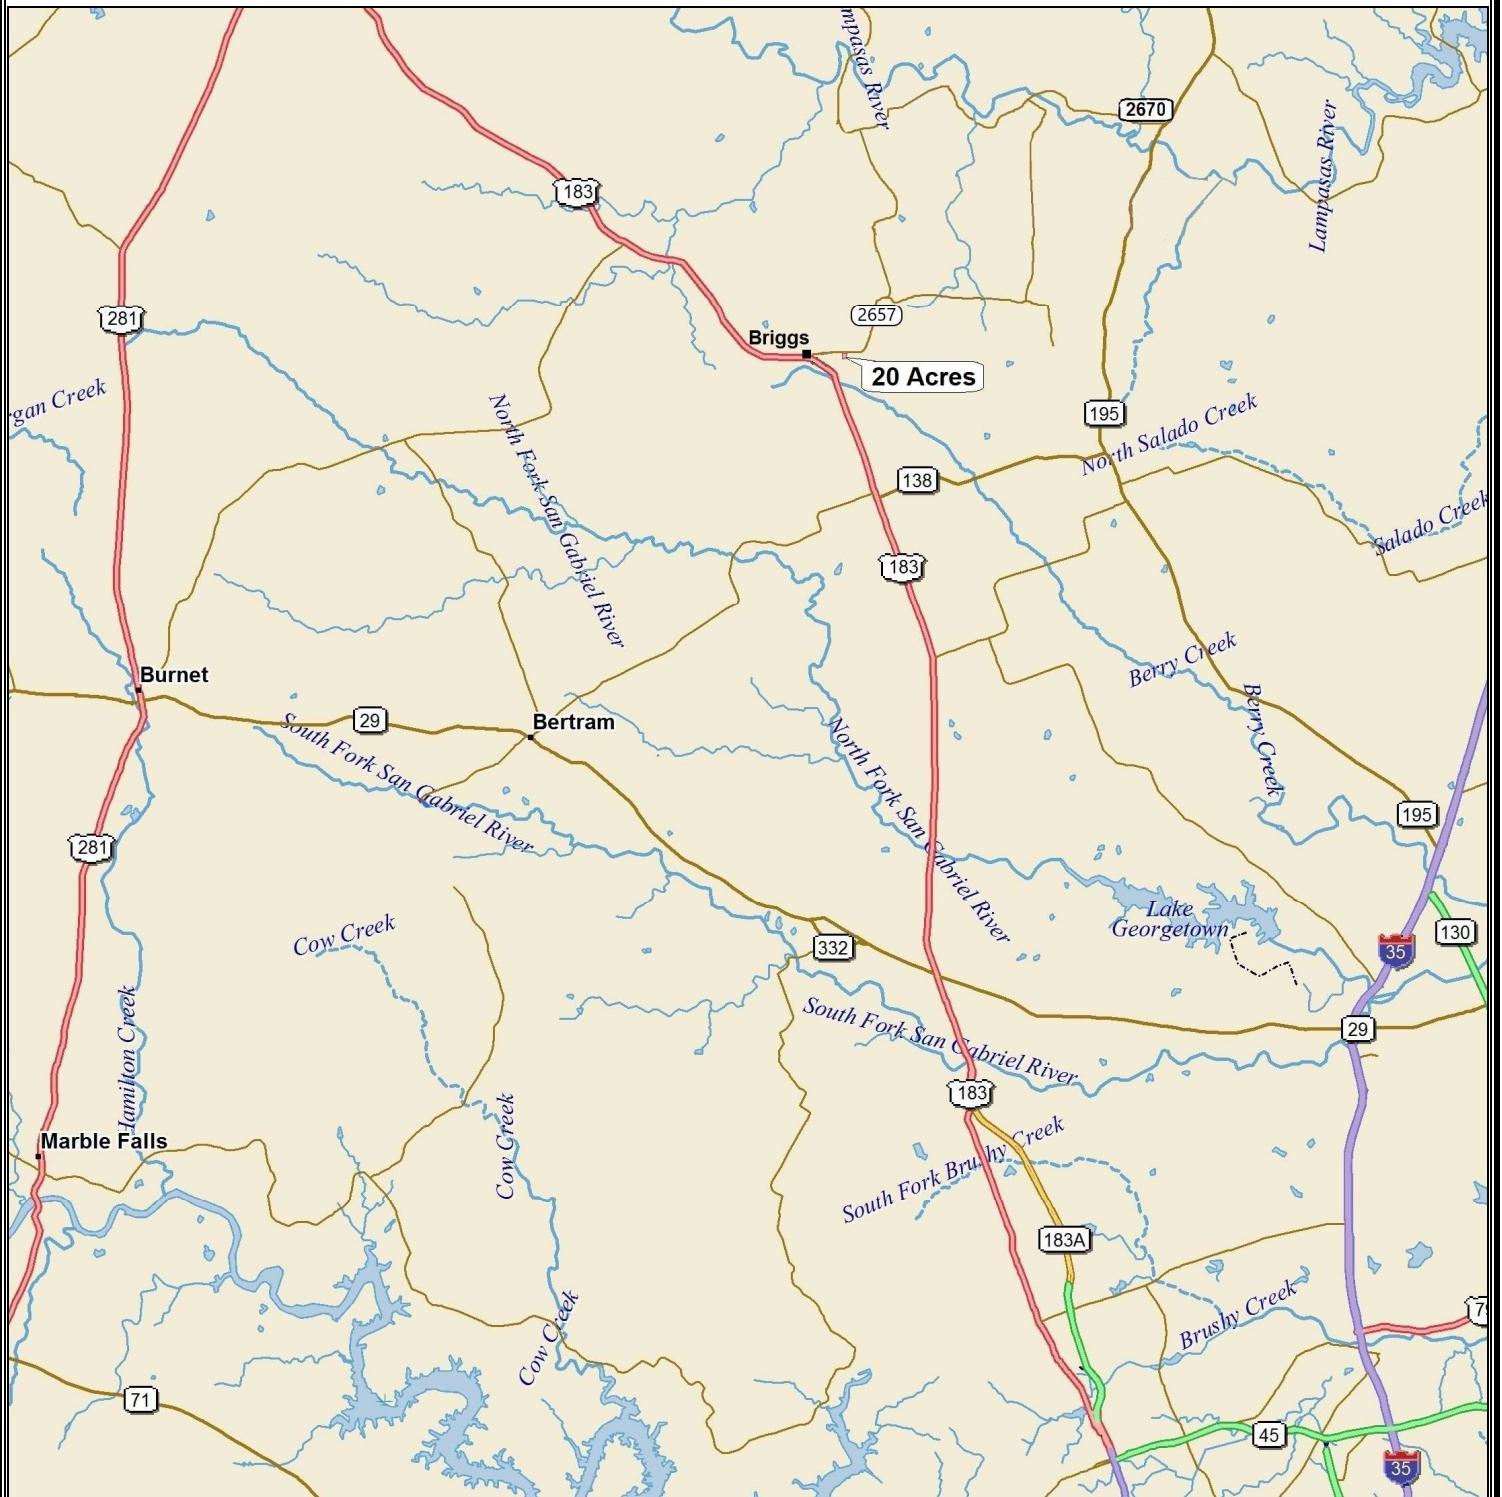 mpasas River
2670
Lampasas River
183
281
2657
Briggs
20 Acres
gan Creek
195
North Salado Creek
North Fork San Gabriel River
138
Salado Creek
183
Berry Creek
Burnet
Berry Creek
29
Bertram
South Fork San Gabriel River
North Fork San Gabriel River
195
281
Lake
Georgetown
Cow Creek
332
35
130
Hamilton Creek
South Fork San Gabriel River
29
183
Cow Creek
Marble Falls
South Fork Brushy Creek
183A
Brushy Creek
Cow Creek
71
45
35